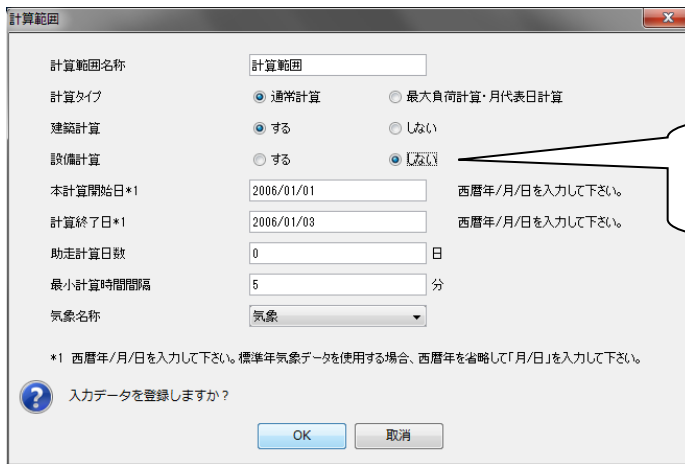 計算範囲
計算範囲名称 計算範囲
計算タイプ 通常計算 最大負荷計算・月代表日計算
建築計算 する しない
設備計算 する しない
本計算開始日*1 2006/01/01 西暦年/月/日を入力して下さい。
計算終了日*1 2006/01/03 西暦年/月/日を入力して下さい。
助走計算日数 0 日
最小計算時間間隔 5 分
気象名称 気象
*1 西暦年/月/日を入力して下さい。標準年気象データを使用する場合、西暦年を省略して「月/日」を入力して下さい。
入力データを登録しますか？
OK 取消